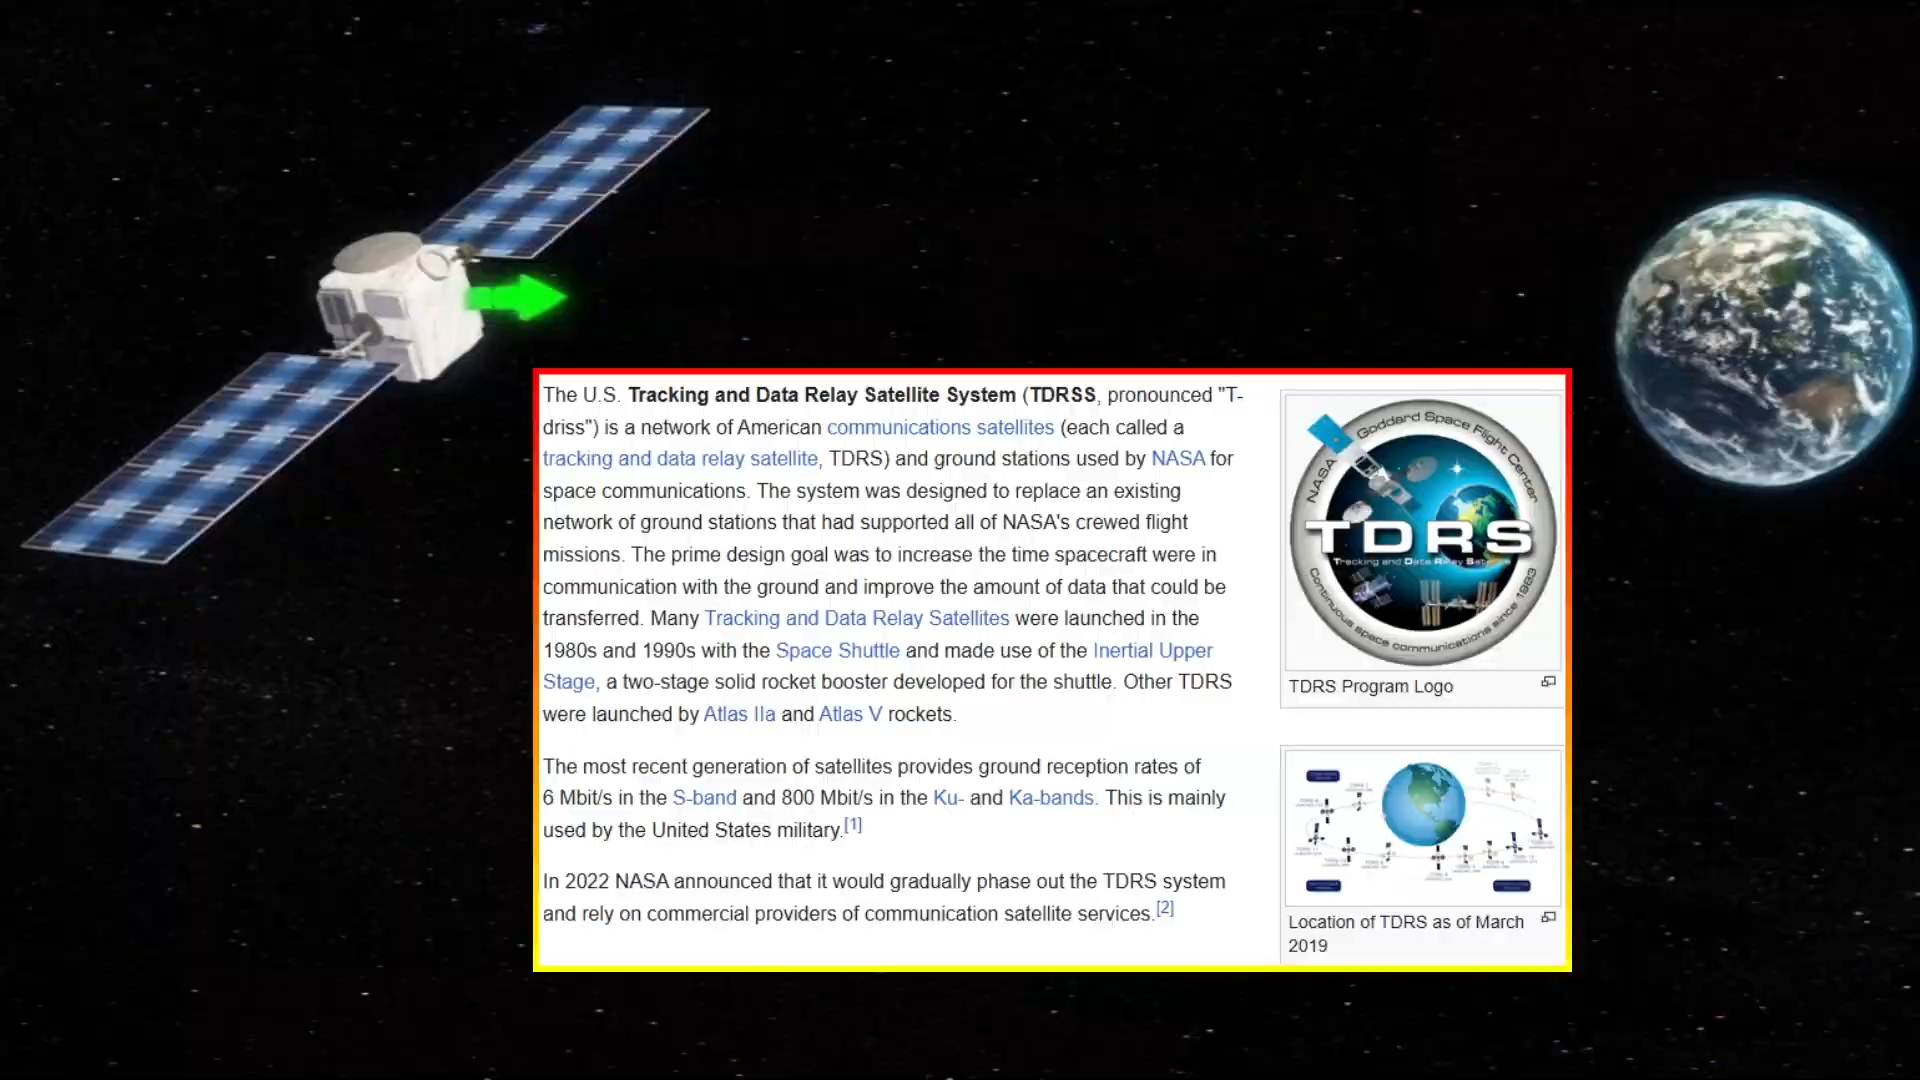 The U.S. Tracking and Data Relay Satellite System (TDRSS, pronounced "T-
driss") is a network of American communications satellites (each called a
tracking and data relay satellite, TDRS) and ground stations used by NASA for
space communications. The system was designed to replace an existing
network of ground stations that had supported all of NASA's crewed flight
missions. The prime design goal was to increase the time spacecraft were in
communication with the ground and improve the amount of data that could be
transferred. Many Tracking and Data Relay Satellites were launched in the
1980s and 1990s with the Space Shuttle and made use of the Inertial Upper
Stage, a two-stage solid rocket booster developed for the shuttle. Other TDRS
were launched by Atlas IIa and Atlas V rockets.
The most recent generation of satellites provides ground reception rates of
6 Mbit/s in the S-band and 800 Mbit/s in the Ku- and Ka-bands. This is mainly
used by the United States military.[1]
In 2022 NASA announced that it would gradually phase out the TDRS system
and rely on commercial providers of communication satellite services.[2]
NASA Goddard Space Flight Center
TDRS
Tracking and Data Relay Satellite
Continuous space communications since 1983
TDRS Program Logo
Location of TDRS as of March
2019